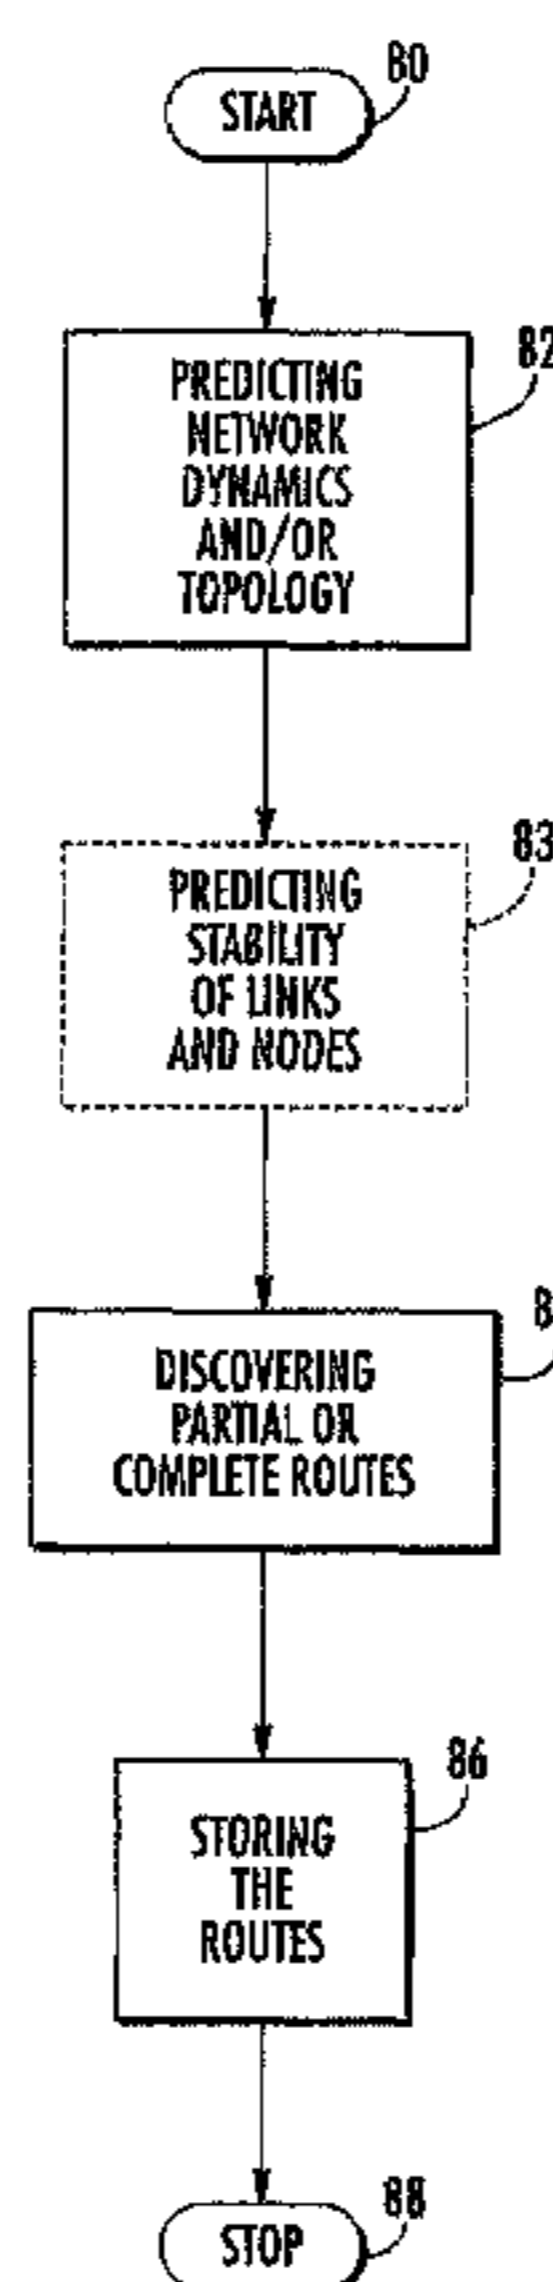 80
START
82
PREDICTING
NETWORK
DYNAMICS
AND/OR
TOPOLOGY
83
PREDICTING
STABILITY
OF LINKS
AND NODES
DISCOVERING
PARTIAL OR
COMPLETE ROUTES
86
STORING
THE
ROUTES
88
STOP